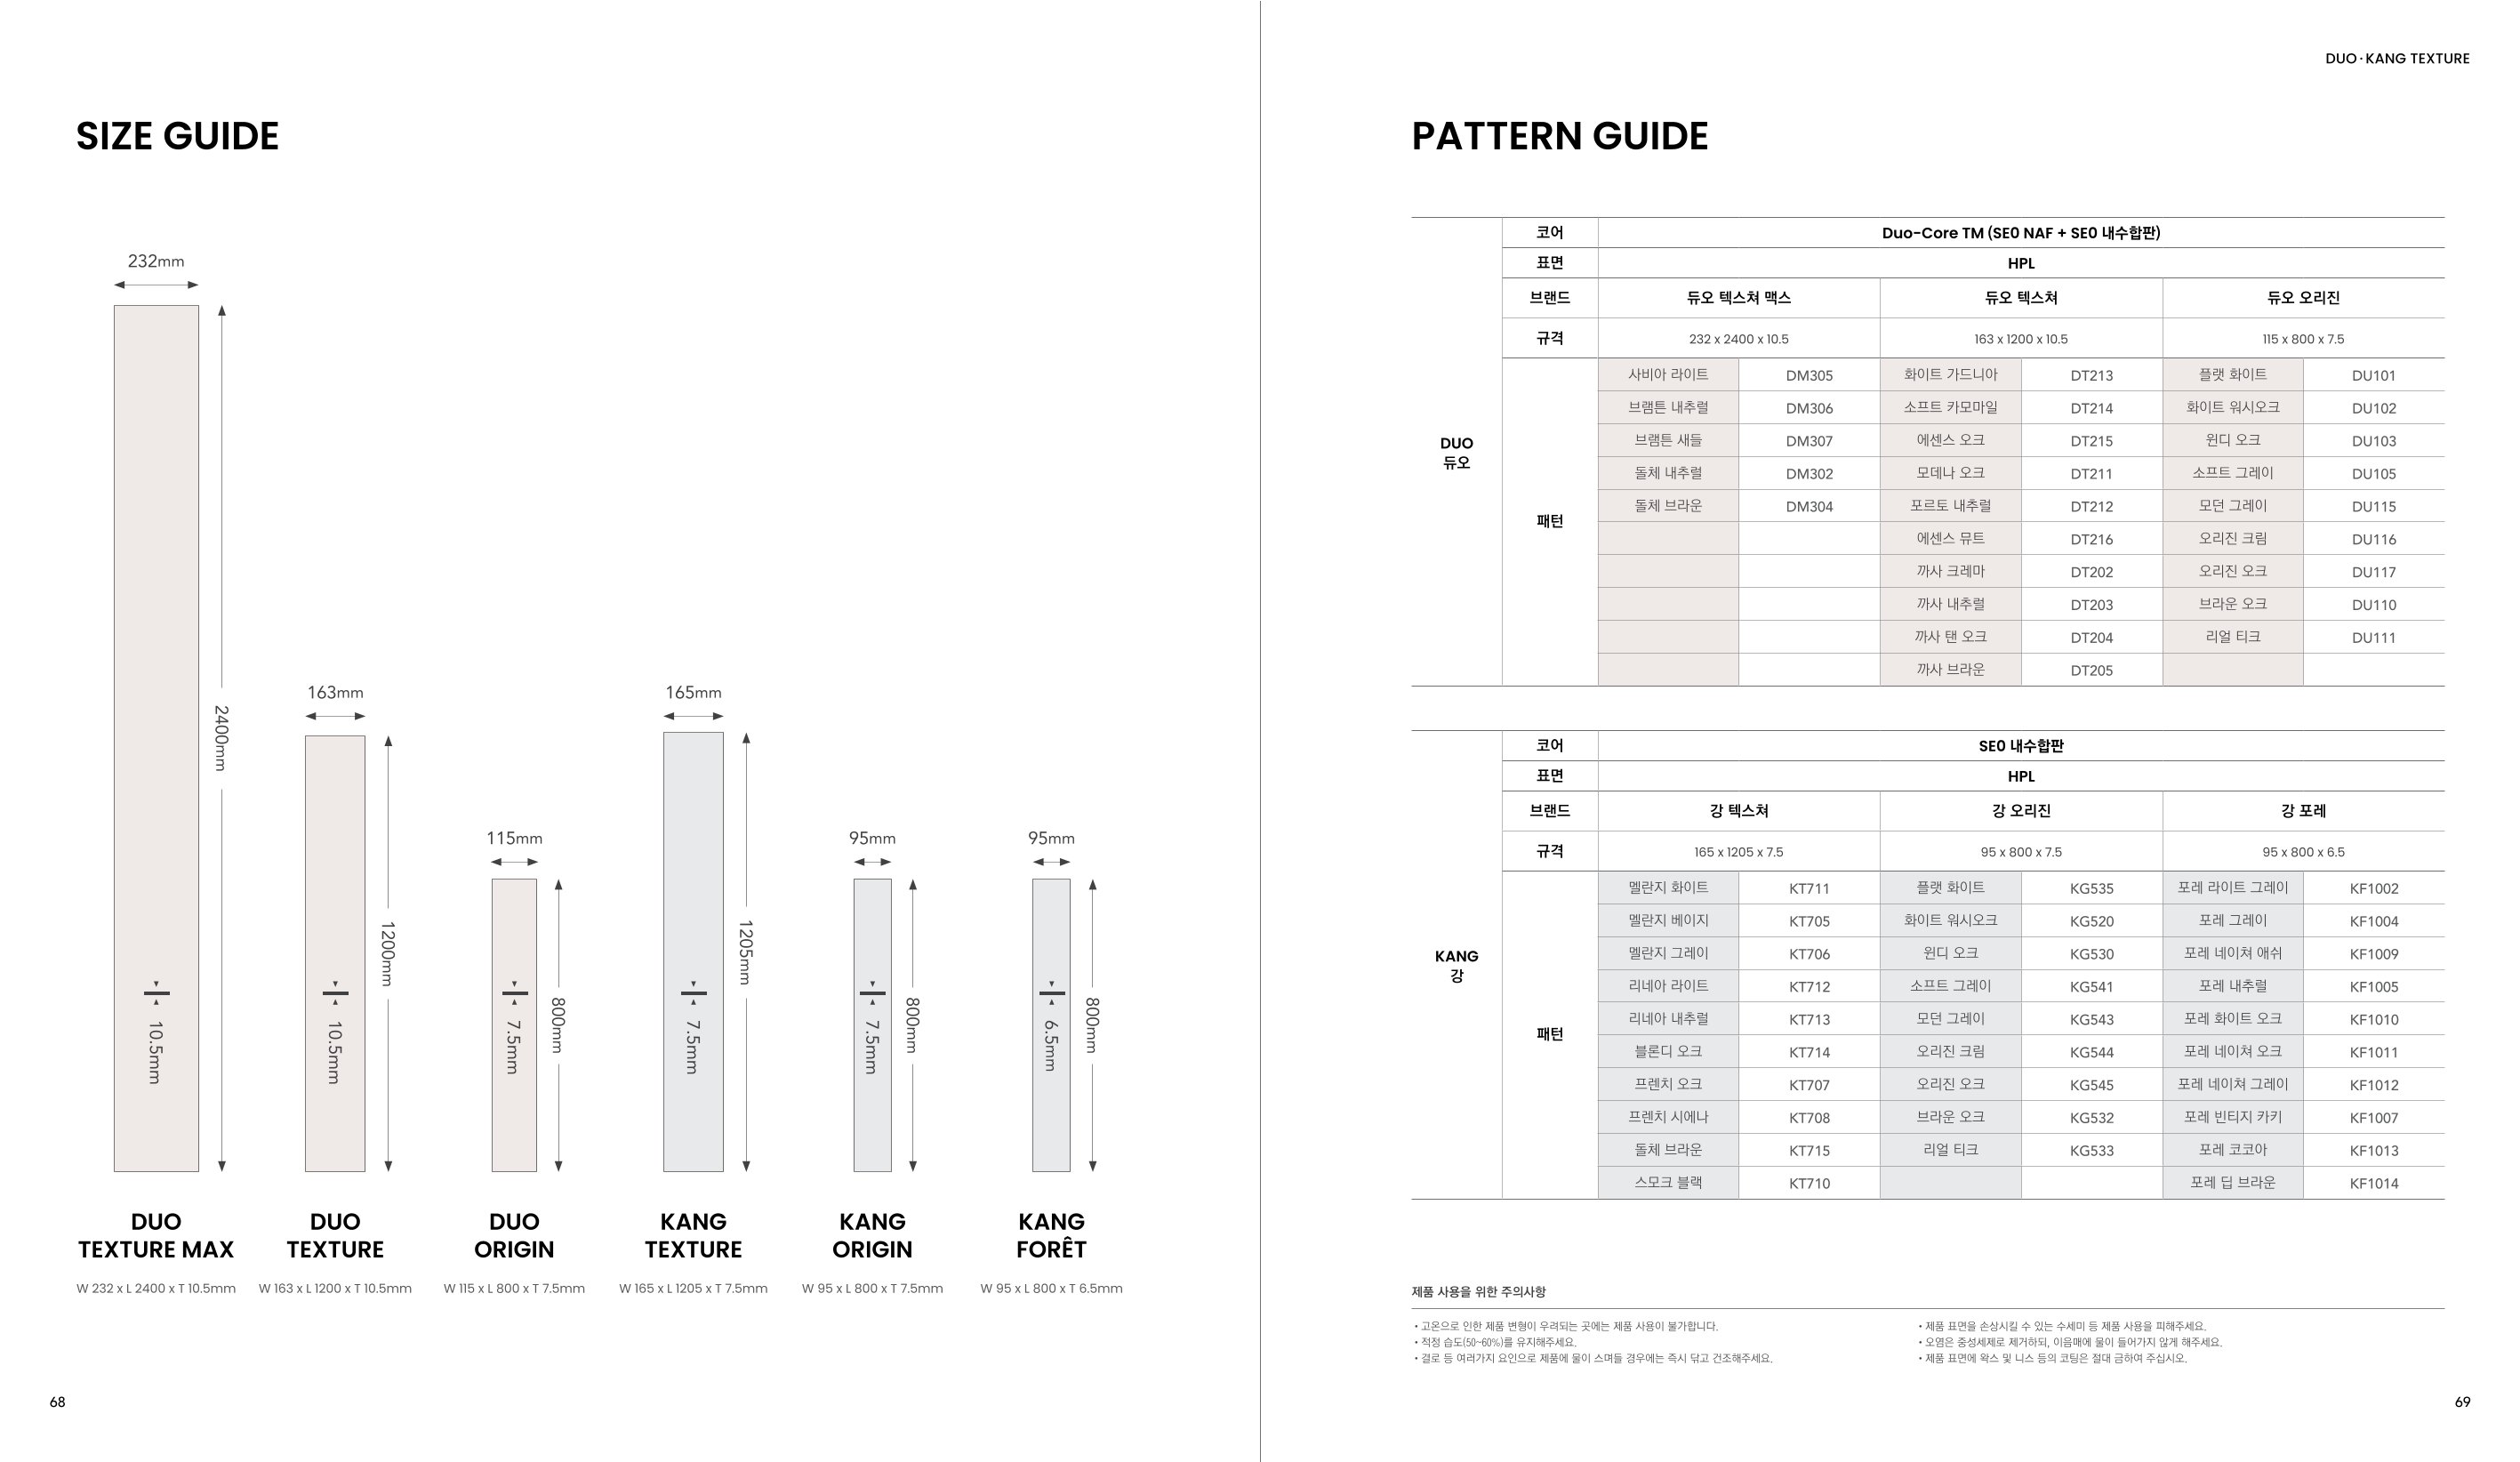 DUO · KANG TEXTURE
SIZE GUIDE
232mm
2400mm
10.5mm
163mm
1200mm
10.5mm
115mm
800mm
7.5mm
165mm
1205mm
7.5mm
95mm
800mm
7.5mm
95mm
800mm
6.5mm
DUO
TEXTURE MAX
W 232 x L 2400 x T 10.5mm
DUO
TEXTURE
W 163 x L 1200 x T 10.5mm
DUO
ORIGIN
W 115 x L 800 x T 7.5mm
KANG
TEXTURE
W 165 x L 1205 x T 7.5mm
KANG
ORIGIN
W 95 x L 800 x T 7.5mm
KANG
FORÊT
W 95 x L 800 x T 6.5mm
68
PATTERN GUIDE
DUO
듀오
코어 Duo-Core TM (SE0 NAF + SE0 내수합판)
표면 HPL
브랜드 듀오 텍스쳐 맥스 듀오 텍스쳐 듀오 오리진
규격 232 x 2400 x 10.5 163 x 1200 x 10.5 115 x 800 x 7.5
패턴
사비아 라이트 DM305 화이트 가드니아 DT213 플랫 화이트 DU101
브램튼 내추럴 DM306 소프트 카모마일 DT214 화이트 워시오크 DU102
브램튼 새들 DM307 에센스 오크 DT215 윈디 오크 DU103
돌체 내추럴 DM302 모데나 오크 DT211 소프트 그레이 DU105
돌체 브라운 DM304 포르토 내추럴 DT212 모던 그레이 DU115
에센스 뮤트 DT216 오리진 크림 DU116
까사 크레마 DT202 오리진 오크 DU117
까사 내추럴 DT203 브라운 오크 DU110
까사 탠 오크 DT204 리얼 티크 DU111
까사 브라운 DT205
KANG
강
코어 SE0 내수합판
표면 HPL
브랜드 강 텍스쳐 강 오리진 강 포레
규격 165 x 1205 x 7.5 95 x 800 x 7.5 95 x 800 x 6.5
패턴
멜란지 화이트 KT711 플랫 화이트 KG535 포레 라이트 그레이 KF1002
멜란지 베이지 KT705 화이트 워시오크 KG520 포레 그레이 KF1004
멜란지 그레이 KT706 윈디 오크 KG530 포레 네이쳐 애쉬 KF1009
리네아 라이트 KT712 소프트 그레이 KG541 포레 내추럴 KF1005
리네아 내추럴 KT713 모던 그레이 KG543 포레 화이트 오크 KF1010
블론디 오크 KT714 오리진 크림 KG544 포레 네이쳐 오크 KF1011
프렌치 오크 KT707 오리진 오크 KG545 포레 네이쳐 그레이 KF1012
프렌치 시에나 KT708 브라운 오크 KG532 포레 빈티지 카키 KF1007
돌체 브라운 KT715 리얼 티크 KG533 포레 코코아 KF1013
스모크 블랙 KT710 포레 딥 브라운 KF1014
제품 사용을 위한 주의사항
• 고온으로 인한 제품 변형이 우려되는 곳에는 제품 사용이 불가합니다.
• 적정 습도(50~60%)를 유지해주세요.
• 결로 등 여러가지 요인으로 제품에 물이 스며들 경우에는 즉시 닦고 건조해주세요.
• 제품 표면을 손상시킬 수 있는 수세미 등 제품 사용을 피해주세요.
• 오염은 중성세제로 제거하되, 이음매에 물이 들어가지 않게 해주세요.
• 제품 표면에 왁스 및 니스 등의 코팅은 절대 금하여 주십시오.
69